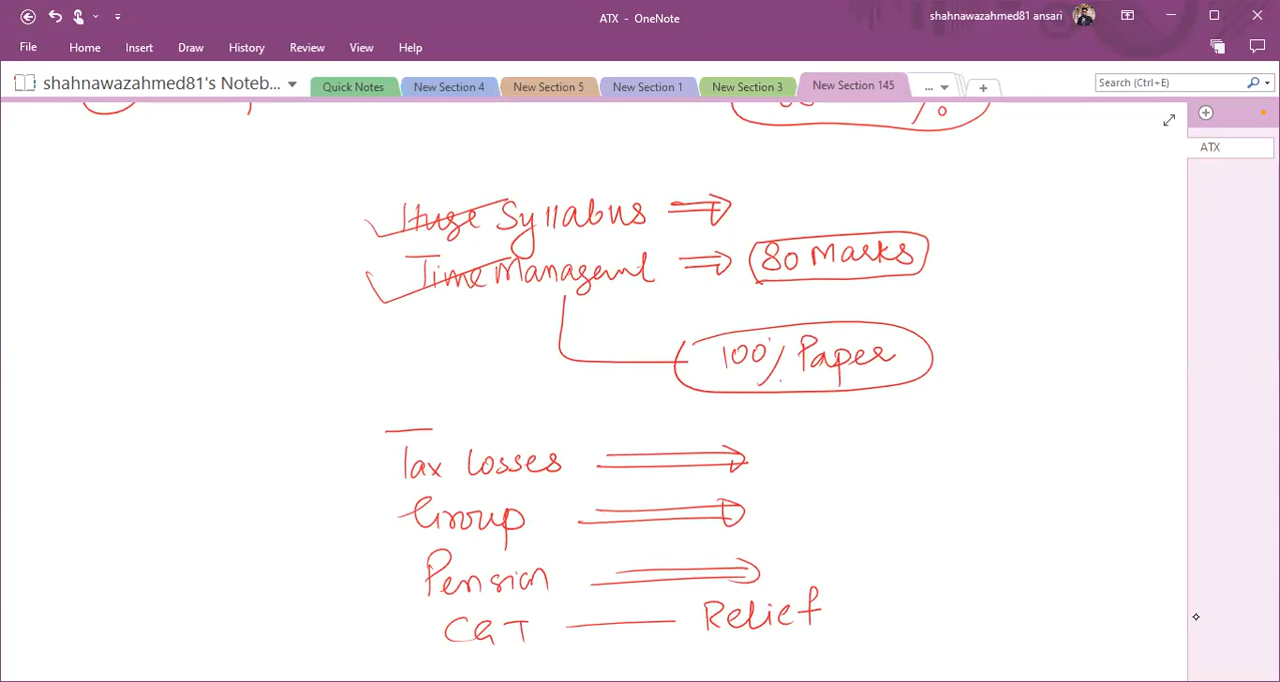 ATX - OneNote
shahnawazahmed81 ansari
File Home Insert Draw History Review View Help
shahnawazahmed81's Noteb... Quick Notes New Section 4 New Section 5 New Section 1 New Section 3 New Section 145 ... + Search (Ctrl+E)
ATX
Huge Syllabus ⇒
Time Management ⇒ 80 Marks
100% Paper
Tax Losses ⇒
Group ⇒
Pension ⇒
CGT — Relief